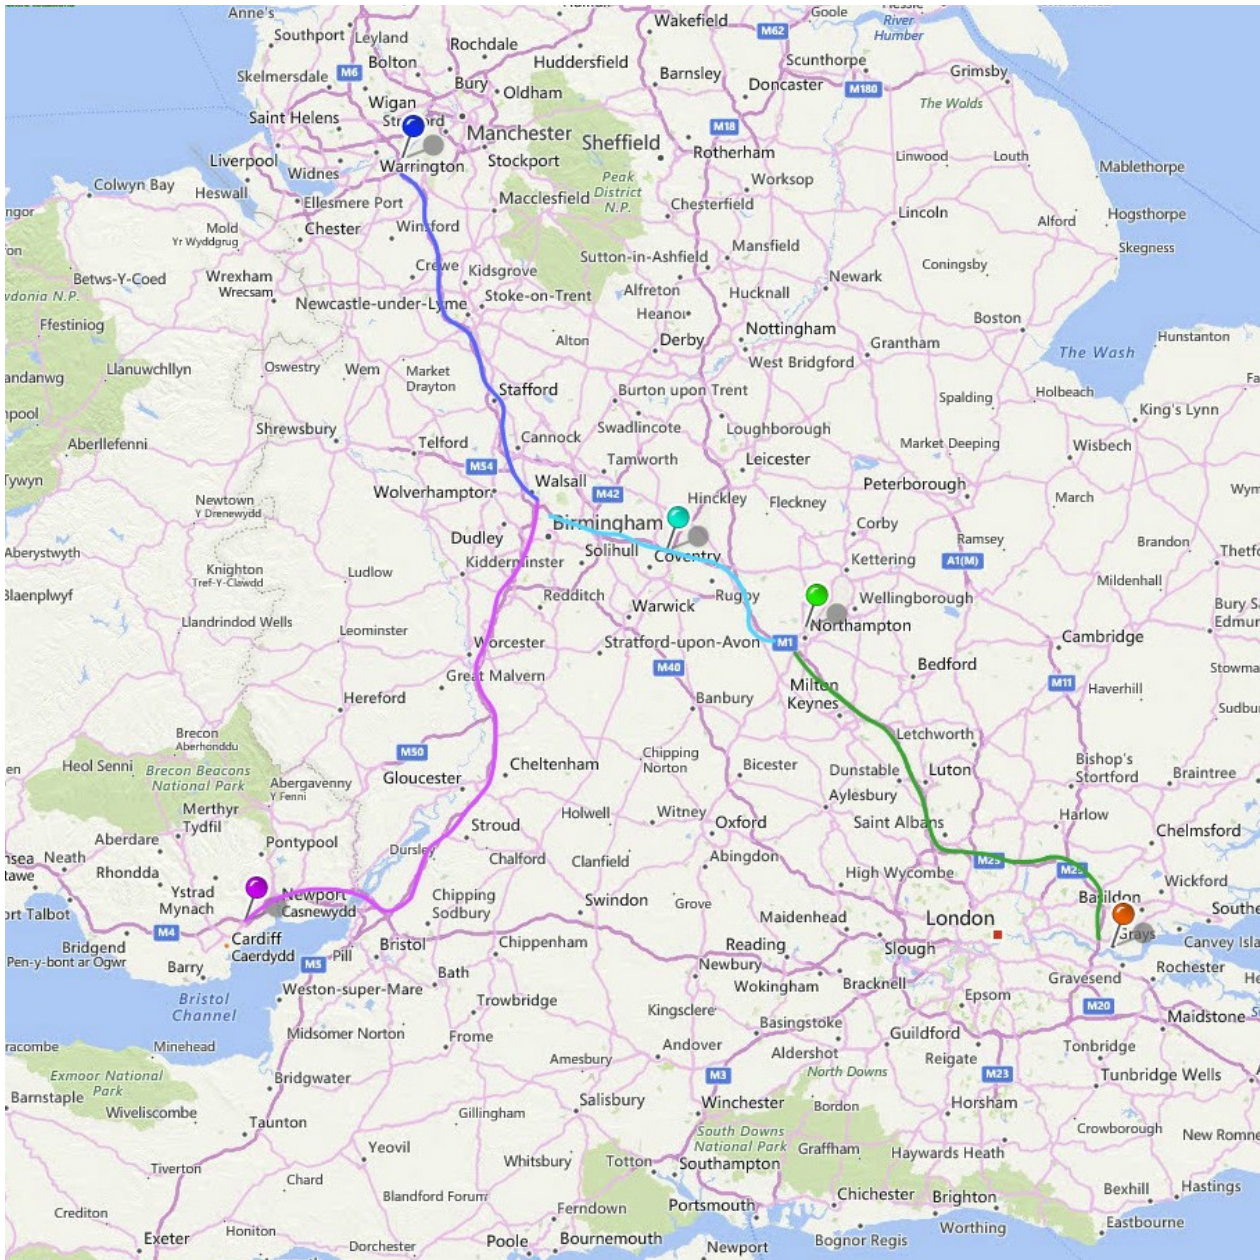 Anne's
Goole
River
Humber
Southport
Leyland
Wakefield
M62
Rochdale
Huddersfield
Scunthorpe
Skelmersdale
M6
Bolton
Bury
Oldham
Barnsley
Doncaster
M180
Grimsby
Wigan
The Wolds
Saint Helens
Manchester
Sheffield
M18
Rotherham
Linwood
Louth
Mablethorpe
Liverpool
Widnes
Warrington
Stockport
Colwyn Bay
Heswall
Peak
District
N.P.
Worksop
Ellesmere Port
Macclesfield
Chesterfield
Lincoln
Alford
Hogsthorpe
Mold
Yr Wyddgrug
Chester
Winsford
Mansfield
Skegness
Betws-Y-Coed
Wrexham
Wrecsam
Crewe
Kidsgrove
Sutton-in-Ashfield
Newark
Coningsby
Newcastle-under-Lyme
Stoke-on-Trent
Alfreton
Hucknall
Heanor
Boston
Ffestiniog
Alton
Derby
Nottingham
West Bridgford
Grantham
The Wash
Hunstanton
Llanuwchllyn
Oswestry
Wem
Market
Drayton
Stafford
Burton upon Trent
Spalding
Holbeach
King's Lynn
Aberllefenni
Shrewsbury
Telford
Cannock
Swadlincote
Loughborough
Market Deeping
Wisbech
M54
Tamworth
Leicester
Tywyn
Newtown
Y Drenewydd
Wolverhampton
Walsall
M42
Hinckley
Fleckney
Peterborough
March
Birmingham
Corby
Ramsey
Brandon
Aberystwyth
Dudley
Solihull
Coventry
Kettering
A1(M)
Mildenhall
Knighton
Tref-Y-Clawdd
Ludlow
Kidderminster
Redditch
Warwick
Rugby
Wellingborough
Blaenplwyf
Llandrindod Wells
Leominster
Worcester
Stratford-upon-Avon
M1
Northampton
Cambridge
Great Malvern
M40
Bedford
M11
Haverhill
Hereford
Banbury
Milton
Keynes
Brecon
Aberhonddu
M50
Letchworth
Heol Senni
Brecon Beacons
National Park
Abergavenny
Y Fenni
Gloucester
Cheltenham
Chipping
Norton
Bicester
Dunstable
Luton
Bishop's
Stortford
Braintree
Merthyr
Tydfil
Holwell
Witney
Aylesbury
Aberdare
Pontypool
Stroud
Oxford
Saint Albans
Harlow
Chelmsford
Neath
Rhondda
Dursley
Chalford
Clanfield
Abingdon
High Wycombe
M25
M25
Wickford
Ystrad
Mynach
Newport
Casnewydd
Chipping
Sodbury
Swindon
Grove
Maidenhead
London
Basildon
M4
Cardiff
Caerdydd
Bristol
Chippenham
Reading
Slough
Grays
Canvey
Bridgend
Pen-y-bont ar Ogwr
Barry
M5
Pill
Bath
Newbury
Wokingham
Bracknell
Gravesend
Rochester
Bristol
Channel
Weston-super-Mare
Trowbridge
Kingsclere
Epsom
M20
Maidstone
Midsomer Norton
Frome
Basingstoke
Guildford
Minehead
Amesbury
Andover
Aldershot
Reigate
Tonbridge
Exmoor National
Park
Bridgwater
M3
North Downs
M23
Tunbridge Wells
Barnstaple
Wiveliscombe
Gillingham
Salisbury
Winchester
Bordon
Horsham
Taunton
Crowborough
South Downs
National Park
Yeovil
Graffham
Haywards Heath
Tiverton
Whitsbury
Totton
Southampton
Chard
Blandford Forum
Portsmouth
Chichester
Brighton
Bexhill
Hastings
Crediton
Ferndown
Eastbourne
Exeter
Honiton
Dorchester
Poole
Bournemouth
Newport
Bognor Regis
Worthing